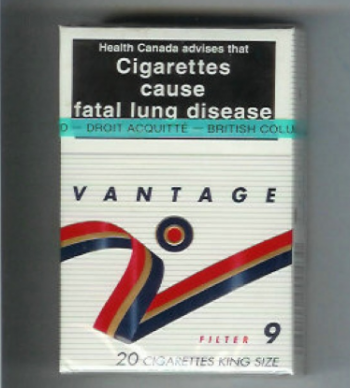 Health Canada advises that
Cigarettes
cause
fatal lung disease
D — DROIT ACQUITTÉ — BRITISH COLU
VANTAGE
FILTER 9
20 CIGARETTES KING SIZE